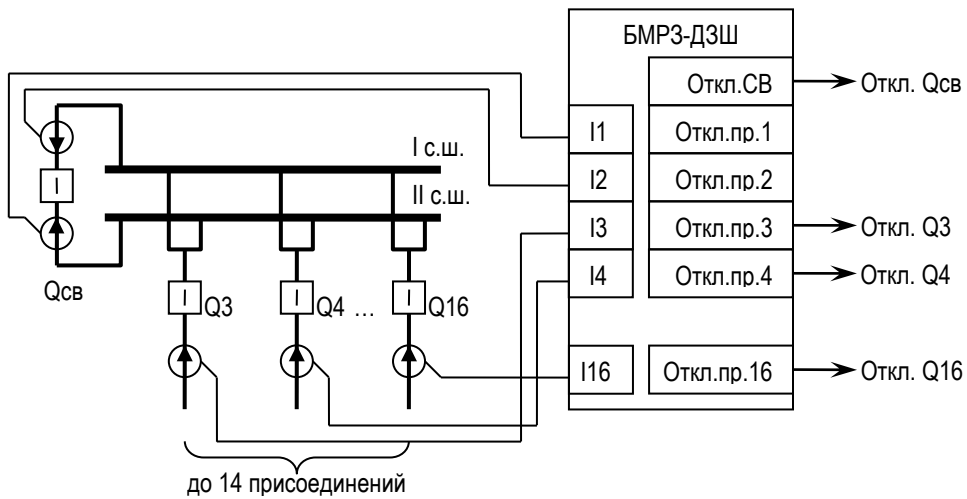 БМРЗ-ДЗШ
Откл.СВ
Откл. Qсв
I1
Откл.пр.1
I с.ш.
I2
Откл.пр.2
II с.ш.
I3
Откл.пр.3
Откл. Q3
I4
Откл.пр.4
Откл. Q4
Qсв
I
I
I
I
Q3
Q4 ...
Q16
I16
Откл.пр.16
Откл. Q16
до 14 присоединений